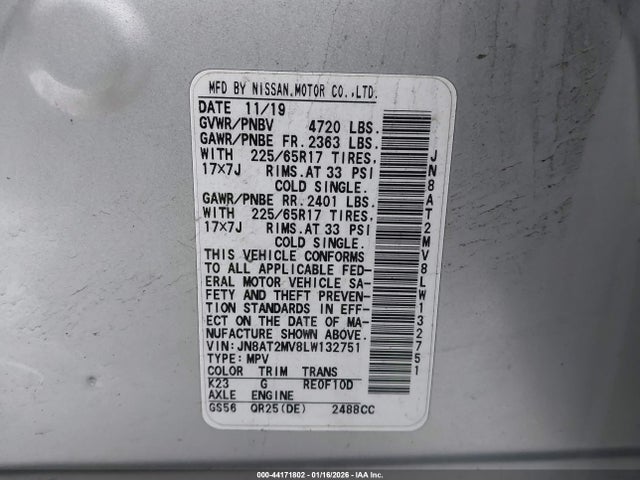 MFD BY NISSAN.MOTOR CO.,LTD.
DATE 11/19
GVWR/PNBV 4720 LBS.
GAWR/PNBE FR. 2363 LBS.
WITH 225/65R17 TIRES,
17×7J RIMS.AT 33 PSI
COLD SINGLE.
GAWR/PNBE RR. 2401 LBS.
WITH 225/65R17 TIRES,
17×7J RIMS.AT 33 PSI
COLD SINGLE.
THIS VEHICLE CONFORMS
TO ALL APPLICABLE FED-
ERAL MOTOR VEHICLE SA-
FETY AND THEFT PREVEN-
TION STANDARDS IN EFF-
ECT ON THE DATE OF MA-
NUFACTURE SHOWN ABOVE.
VIN:JN8AT2MV8LW132751
TYPE: MPV
COLOR TRIM TRANS
K23 G RE0F10D
AXLE ENGINE
GS56 QR25(DE) 2488CC
JN8AT2MV8LW132751
000-44171802 - 01/16/2026 - IAA Inc.